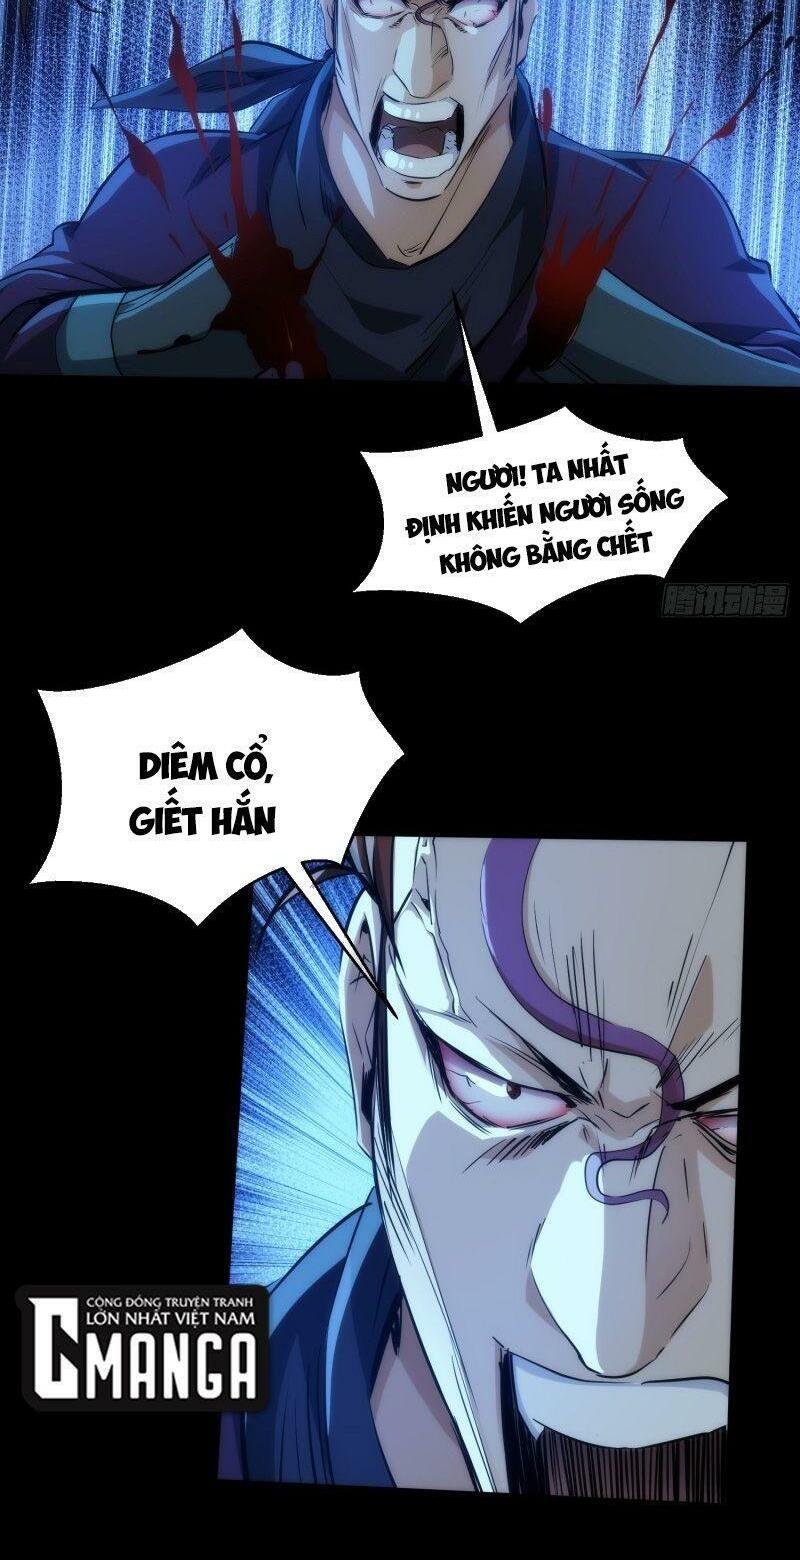 NGƯƠI! TA NHẤT
ĐỊNH KHIẾN NGƯƠI SỐNG
KHÔNG BẰNG CHẾT
腾讯动漫
DIÊM CỔ,
GIẾT HẮN
CỘNG ĐỒNG TRUYỆN TRANH
LỚN NHẤT VIỆT NAM
CMANGA